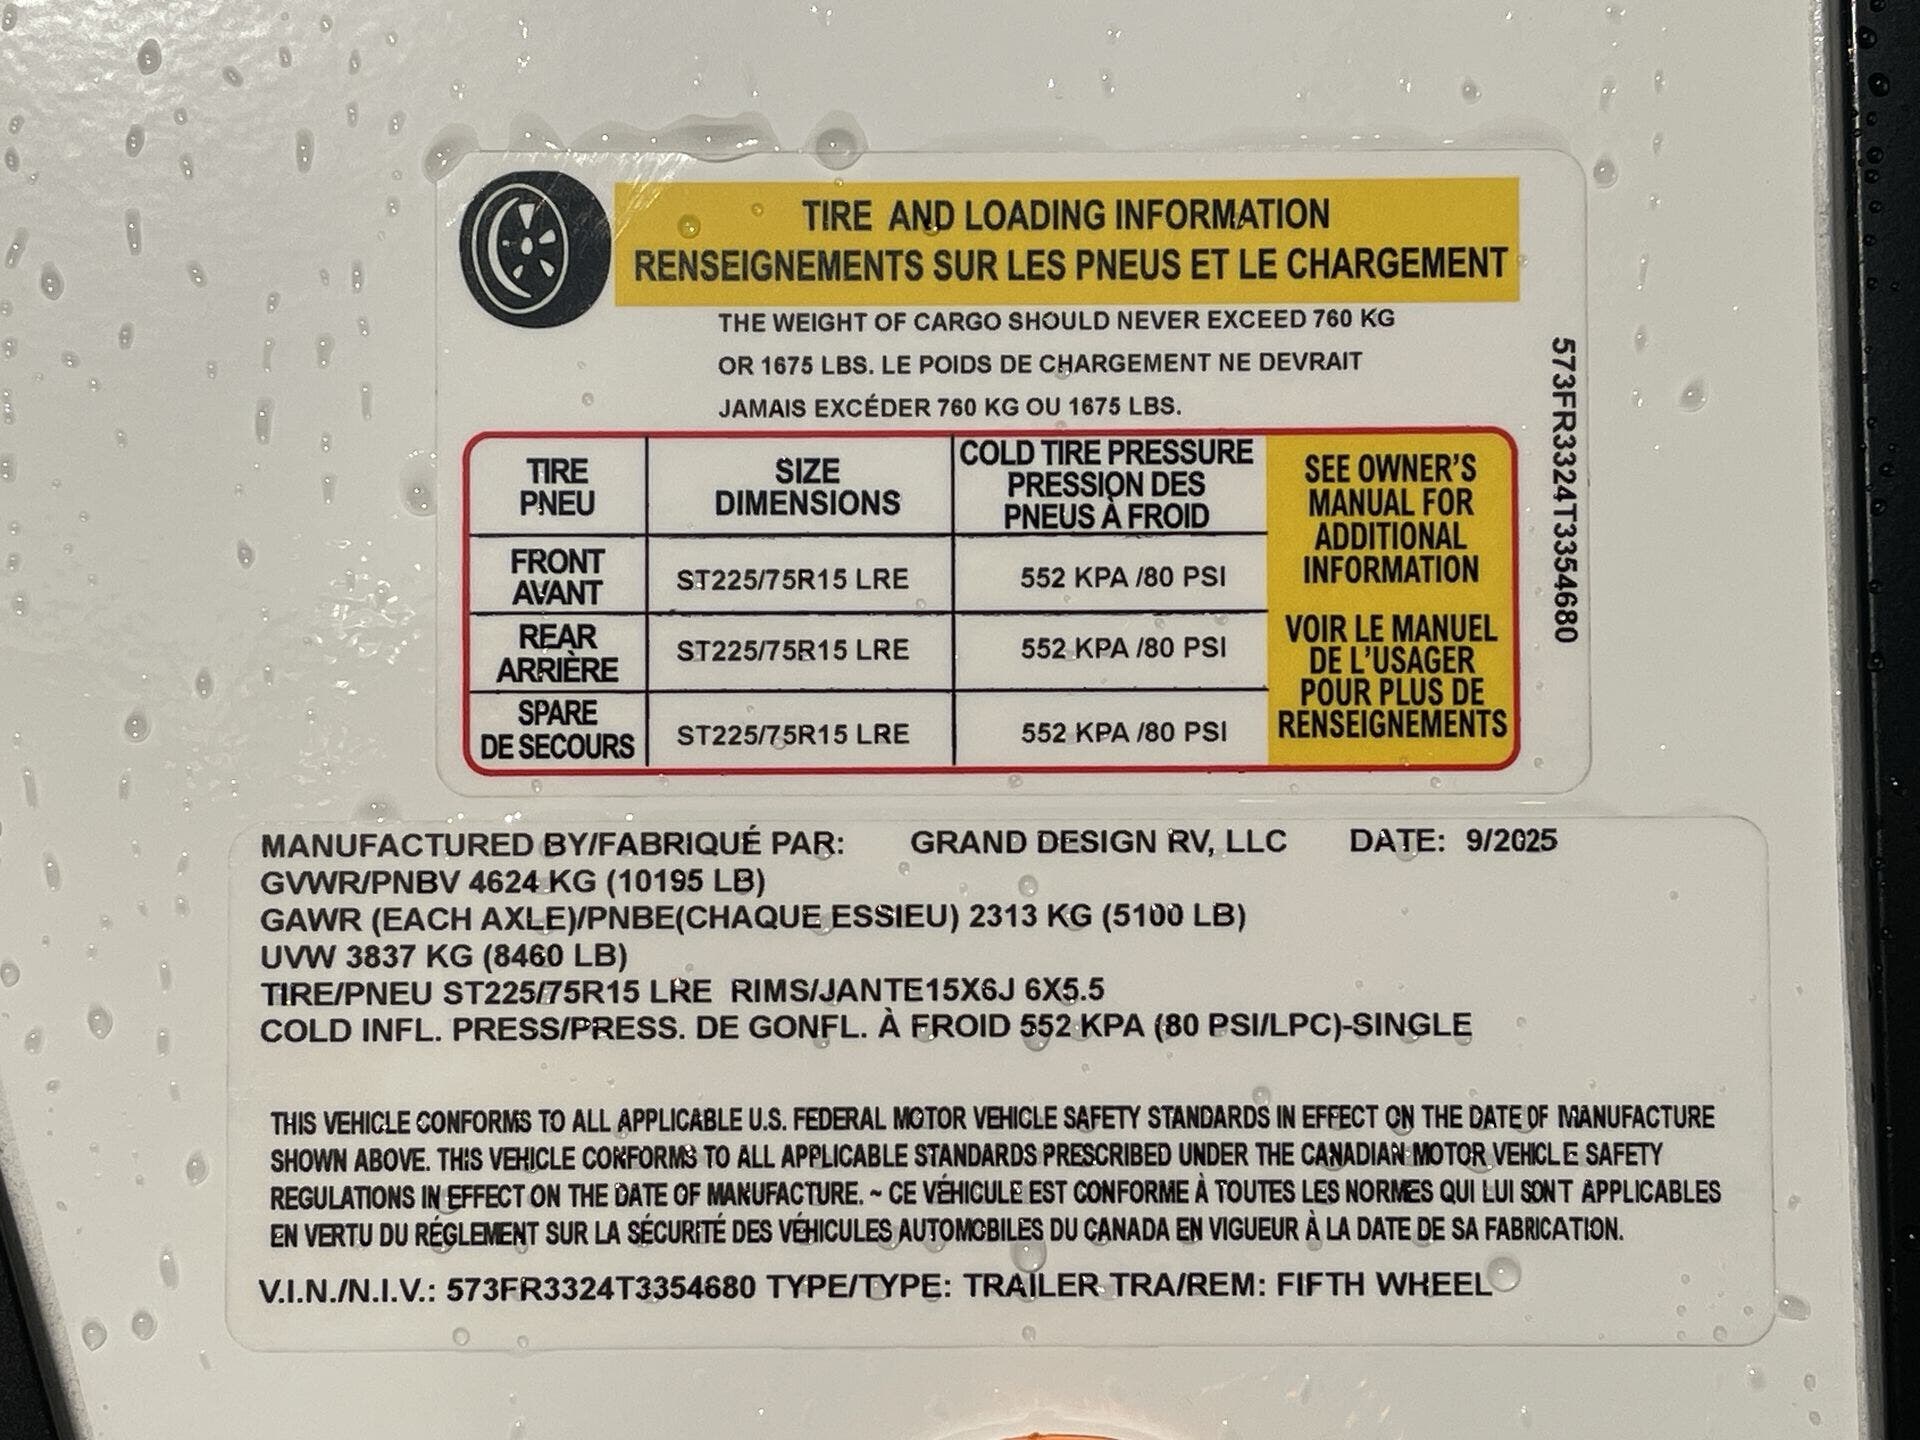 TIRE AND LOADING INFORMATION
RENSEIGNEMENTS SUR LES PNEUS ET LE CHARGEMENT
THE WEIGHT OF CARGO SHOULD NEVER EXCEED 760 KG
OR 1675 LBS. LE POIDS DE CHARGEMENT NE DEVRAIT
JAMAIS EXCÉDER 760 KG OU 1675 LBS.
TIRE
PNEU
SIZE
DIMENSIONS
COLD TIRE PRESSURE
PRESSION DES
PNEUS À FROID
FRONT
AVANT
ST225/75R15 LRE
552 KPA /80 PSI
REAR
ARRIÈRE
ST225/75R15 LRE
552 KPA /80 PSI
SPARE
DE SECOURS
ST225/75R15 LRE
552 KPA /80 PSI
SEE OWNER'S
MANUAL FOR
ADDITIONAL
INFORMATION
VOIR LE MANUEL
DE L'USAGER
POUR PLUS DE
RENSEIGNEMENTS
573FR3324T3354680
MANUFACTURED BY/FABRIQUÉ PAR: GRAND DESIGN RV, LLC DATE: 9/2025
GVWR/PNBV 4624 KG (10195 LB)
GAWR (EACH AXLE)/PNBE(CHAQUE ESSIEU) 2313 KG (5100 LB)
UVW 3837 KG (8460 LB)
TIRE/PNEU ST225/75R15 LRE RIMS/JANTE15X6J 6X5.5
COLD INFL. PRESS/PRESS. DE GONFL. À FROID 552 KPA (80 PSI/LPC)-SINGLE
THIS VEHICLE CONFORMS TO ALL APPLICABLE U.S. FEDERAL MOTOR VEHICLE SAFETY STANDARDS IN EFFECT ON THE DATE OF MANUFACTURE
SHOWN ABOVE. THIS VEHICLE CONFORMS TO ALL APPLICABLE STANDARDS PRESCRIBED UNDER THE CANADIAN MOTOR VEHICLE SAFETY
REGULATIONS IN EFFECT ON THE DATE OF MANUFACTURE. ~ CE VÉHICULE EST CONFORME À TOUTES LES NORMES QUI LUI SONT APPLICABLES
EN VERTU DU RÉGLEMENT SUR LA SÉCURITÉ DES VÉHICULES AUTOMOBILES DU CANADA EN VIGUEUR À LA DATE DE SA FABRICATION.
V.I.N./N.I.V.: 573FR3324T3354680 TYPE/TYPE: TRAILER TRA/REM: FIFTH WHEEL